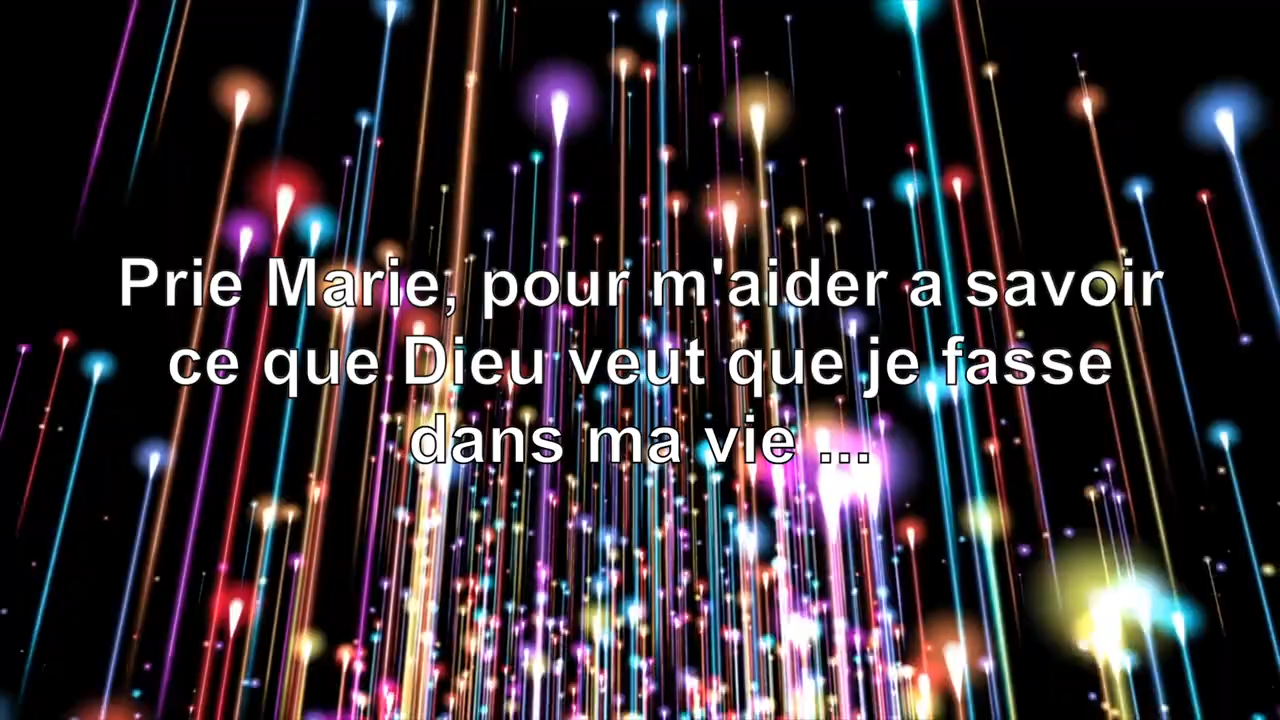 Prie Marie, pour m'aider a savoir
ce que Dieu veut que je fasse
dans ma vie ...